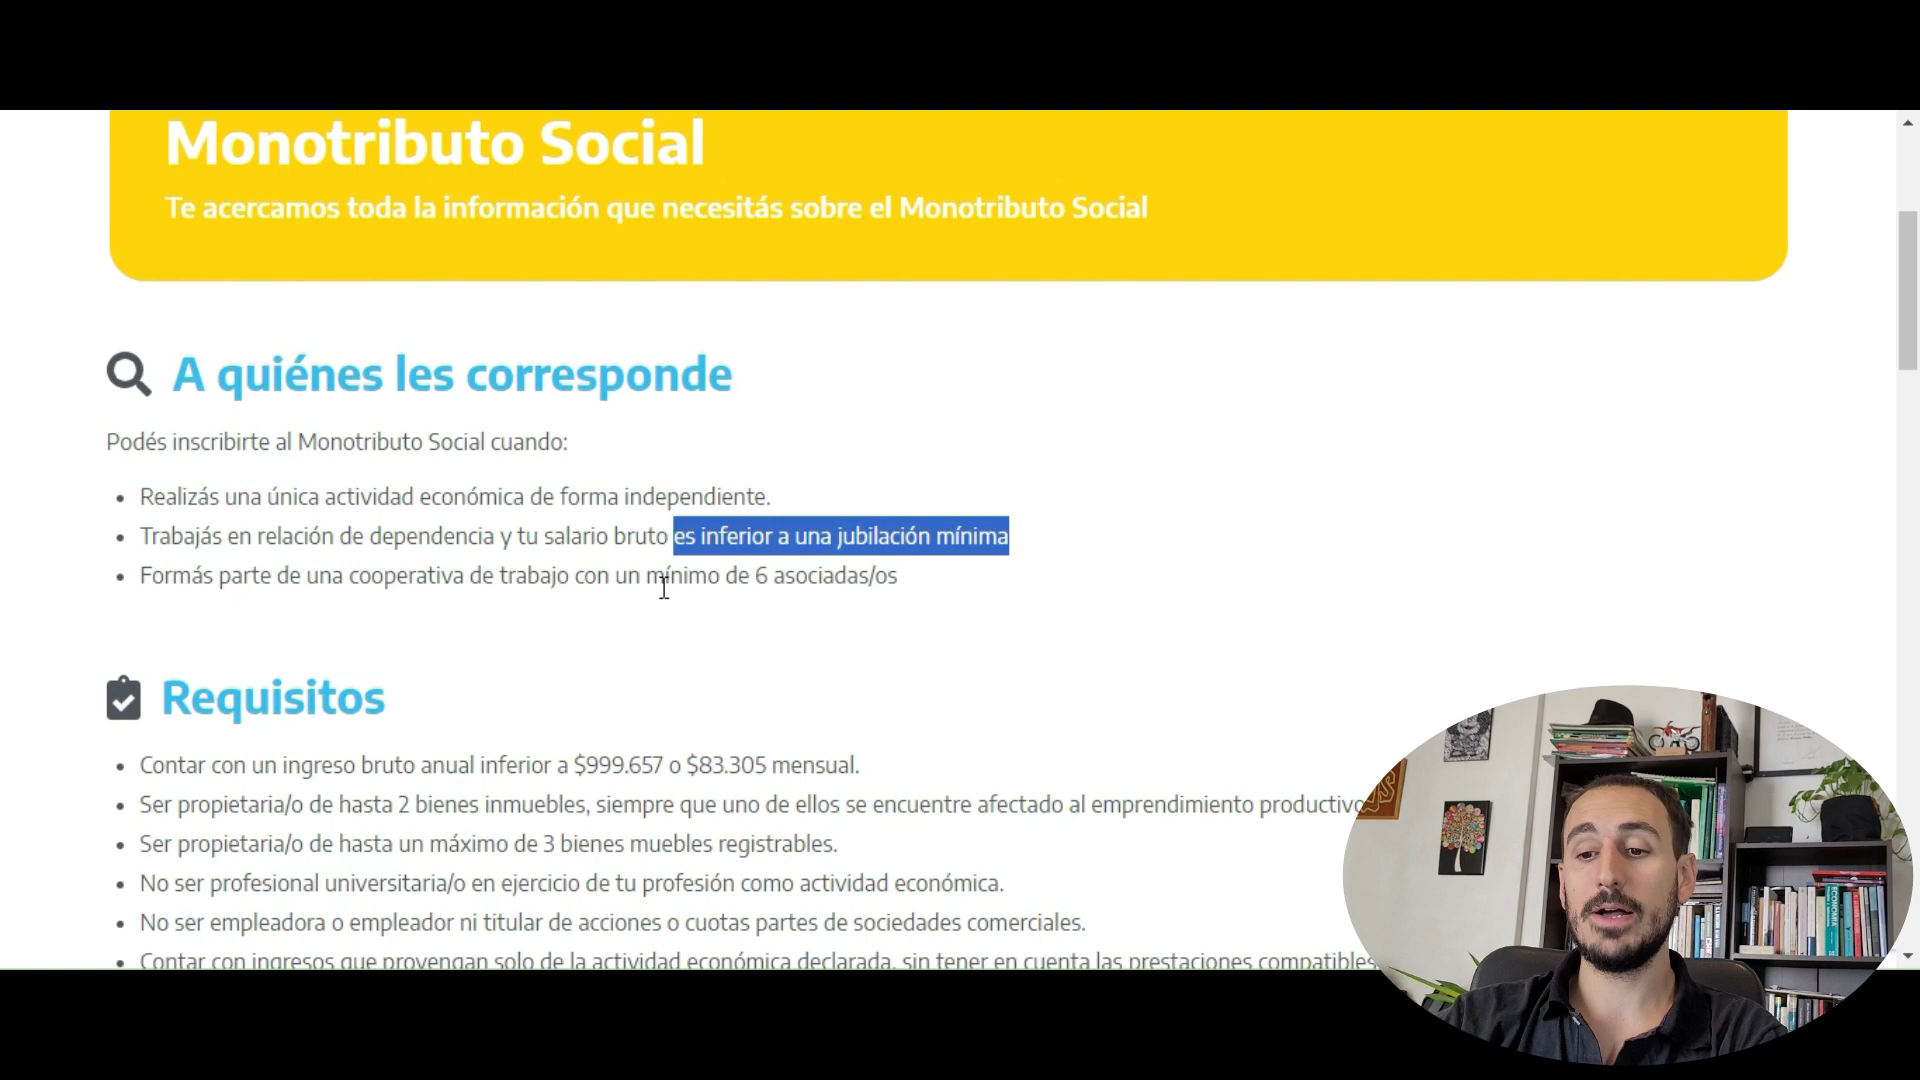 Monotributo Social
Te acercamos toda la información que necesitás sobre el Monotributo Social
A quiénes les corresponde
Podés inscribirte al Monotributo Social cuando:
Realizás una única actividad económica de forma independiente.
Trabajás en relación de dependencia y tu salario bruto es inferior a una jubilación mínima
Formás parte de una cooperativa de trabajo con un mínimo de 6 asociadas/os
Requisitos
Contar con un ingreso bruto anual inferior a $999.657 o $83.305 mensual.
Ser propietaria/o de hasta 2 bienes inmuebles, siempre que uno de ellos se encuentre afectado al emprendimiento productivo
Ser propietaria/o de hasta un máximo de 3 bienes muebles registrables.
No ser profesional universitaria/o en ejercicio de tu profesión como actividad económica.
No ser empleadora o empleador ni titular de acciones o cuotas partes de sociedades comerciales.
Contar con ingresos que provengan solo de la actividad económica declarada, sin tener en cuenta las prestaciones compatibles